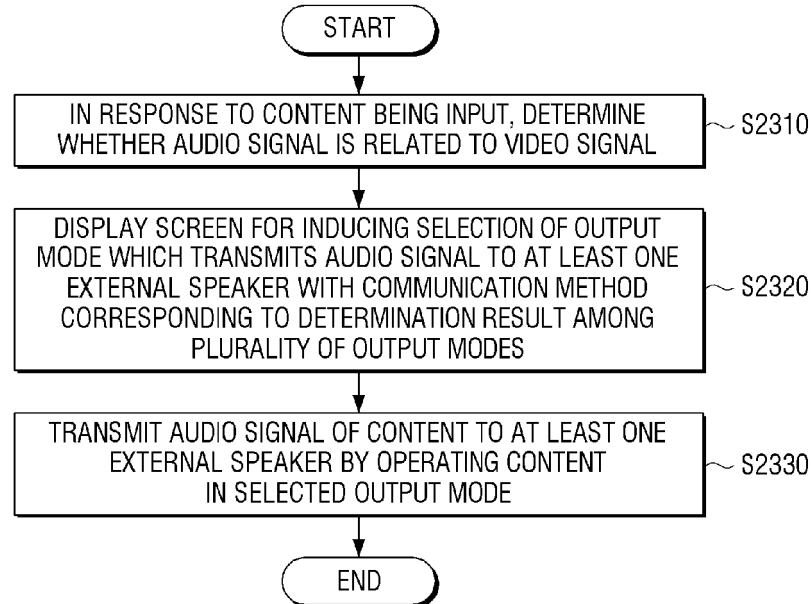 START
IN RESPONSE TO CONTENT BEING INPUT, DETERMINE
WHETHER AUDIO SIGNAL IS RELATED TO VIDEO SIGNAL
S2310
DISPLAY SCREEN FOR INDUCING SELECTION OF OUTPUT
MODE WHICH TRANSMITS AUDIO SIGNAL TO AT LEAST ONE
EXTERNAL SPEAKER WITH COMMUNICATION METHOD
CORRESPONDING TO DETERMINATION RESULT AMONG
PLURALITY OF OUTPUT MODES
S2320
TRANSMIT AUDIO SIGNAL OF CONTENT TO AT LEAST ONE
EXTERNAL SPEAKER BY OPERATING CONTENT
IN SELECTED OUTPUT MODE
S2330
END